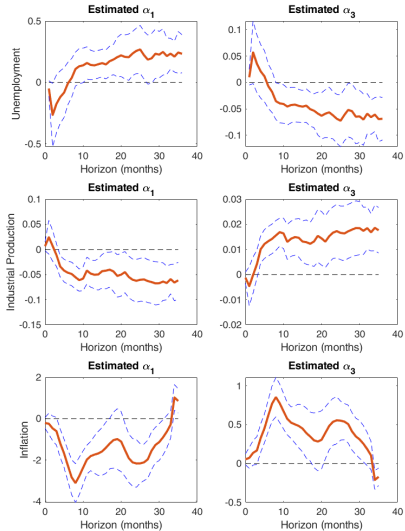 Estimated α1 Estimated α3
0.5 0.1
0.05
0 0
-0.05
-0.5 -0.1
Unemployment
0 10 20 30 40 0 10 20 30 40
Horizon (months) Horizon (months)
Estimated α1 Estimated α3
0.1 0.03
0.05 0.02
0 0.01
-0.05 0
-0.1 -0.01
-0.15 -0.02
Industrial Production
0 10 20 30 40 0 10 20 30 40
Horizon (months) Horizon (months)
Estimated α1 Estimated α3
2 1
0 0.5
-2 0
-4 -0.5
Inflation
0 10 20 30 40 0 10 20 30 40
Horizon (months) Horizon (months)